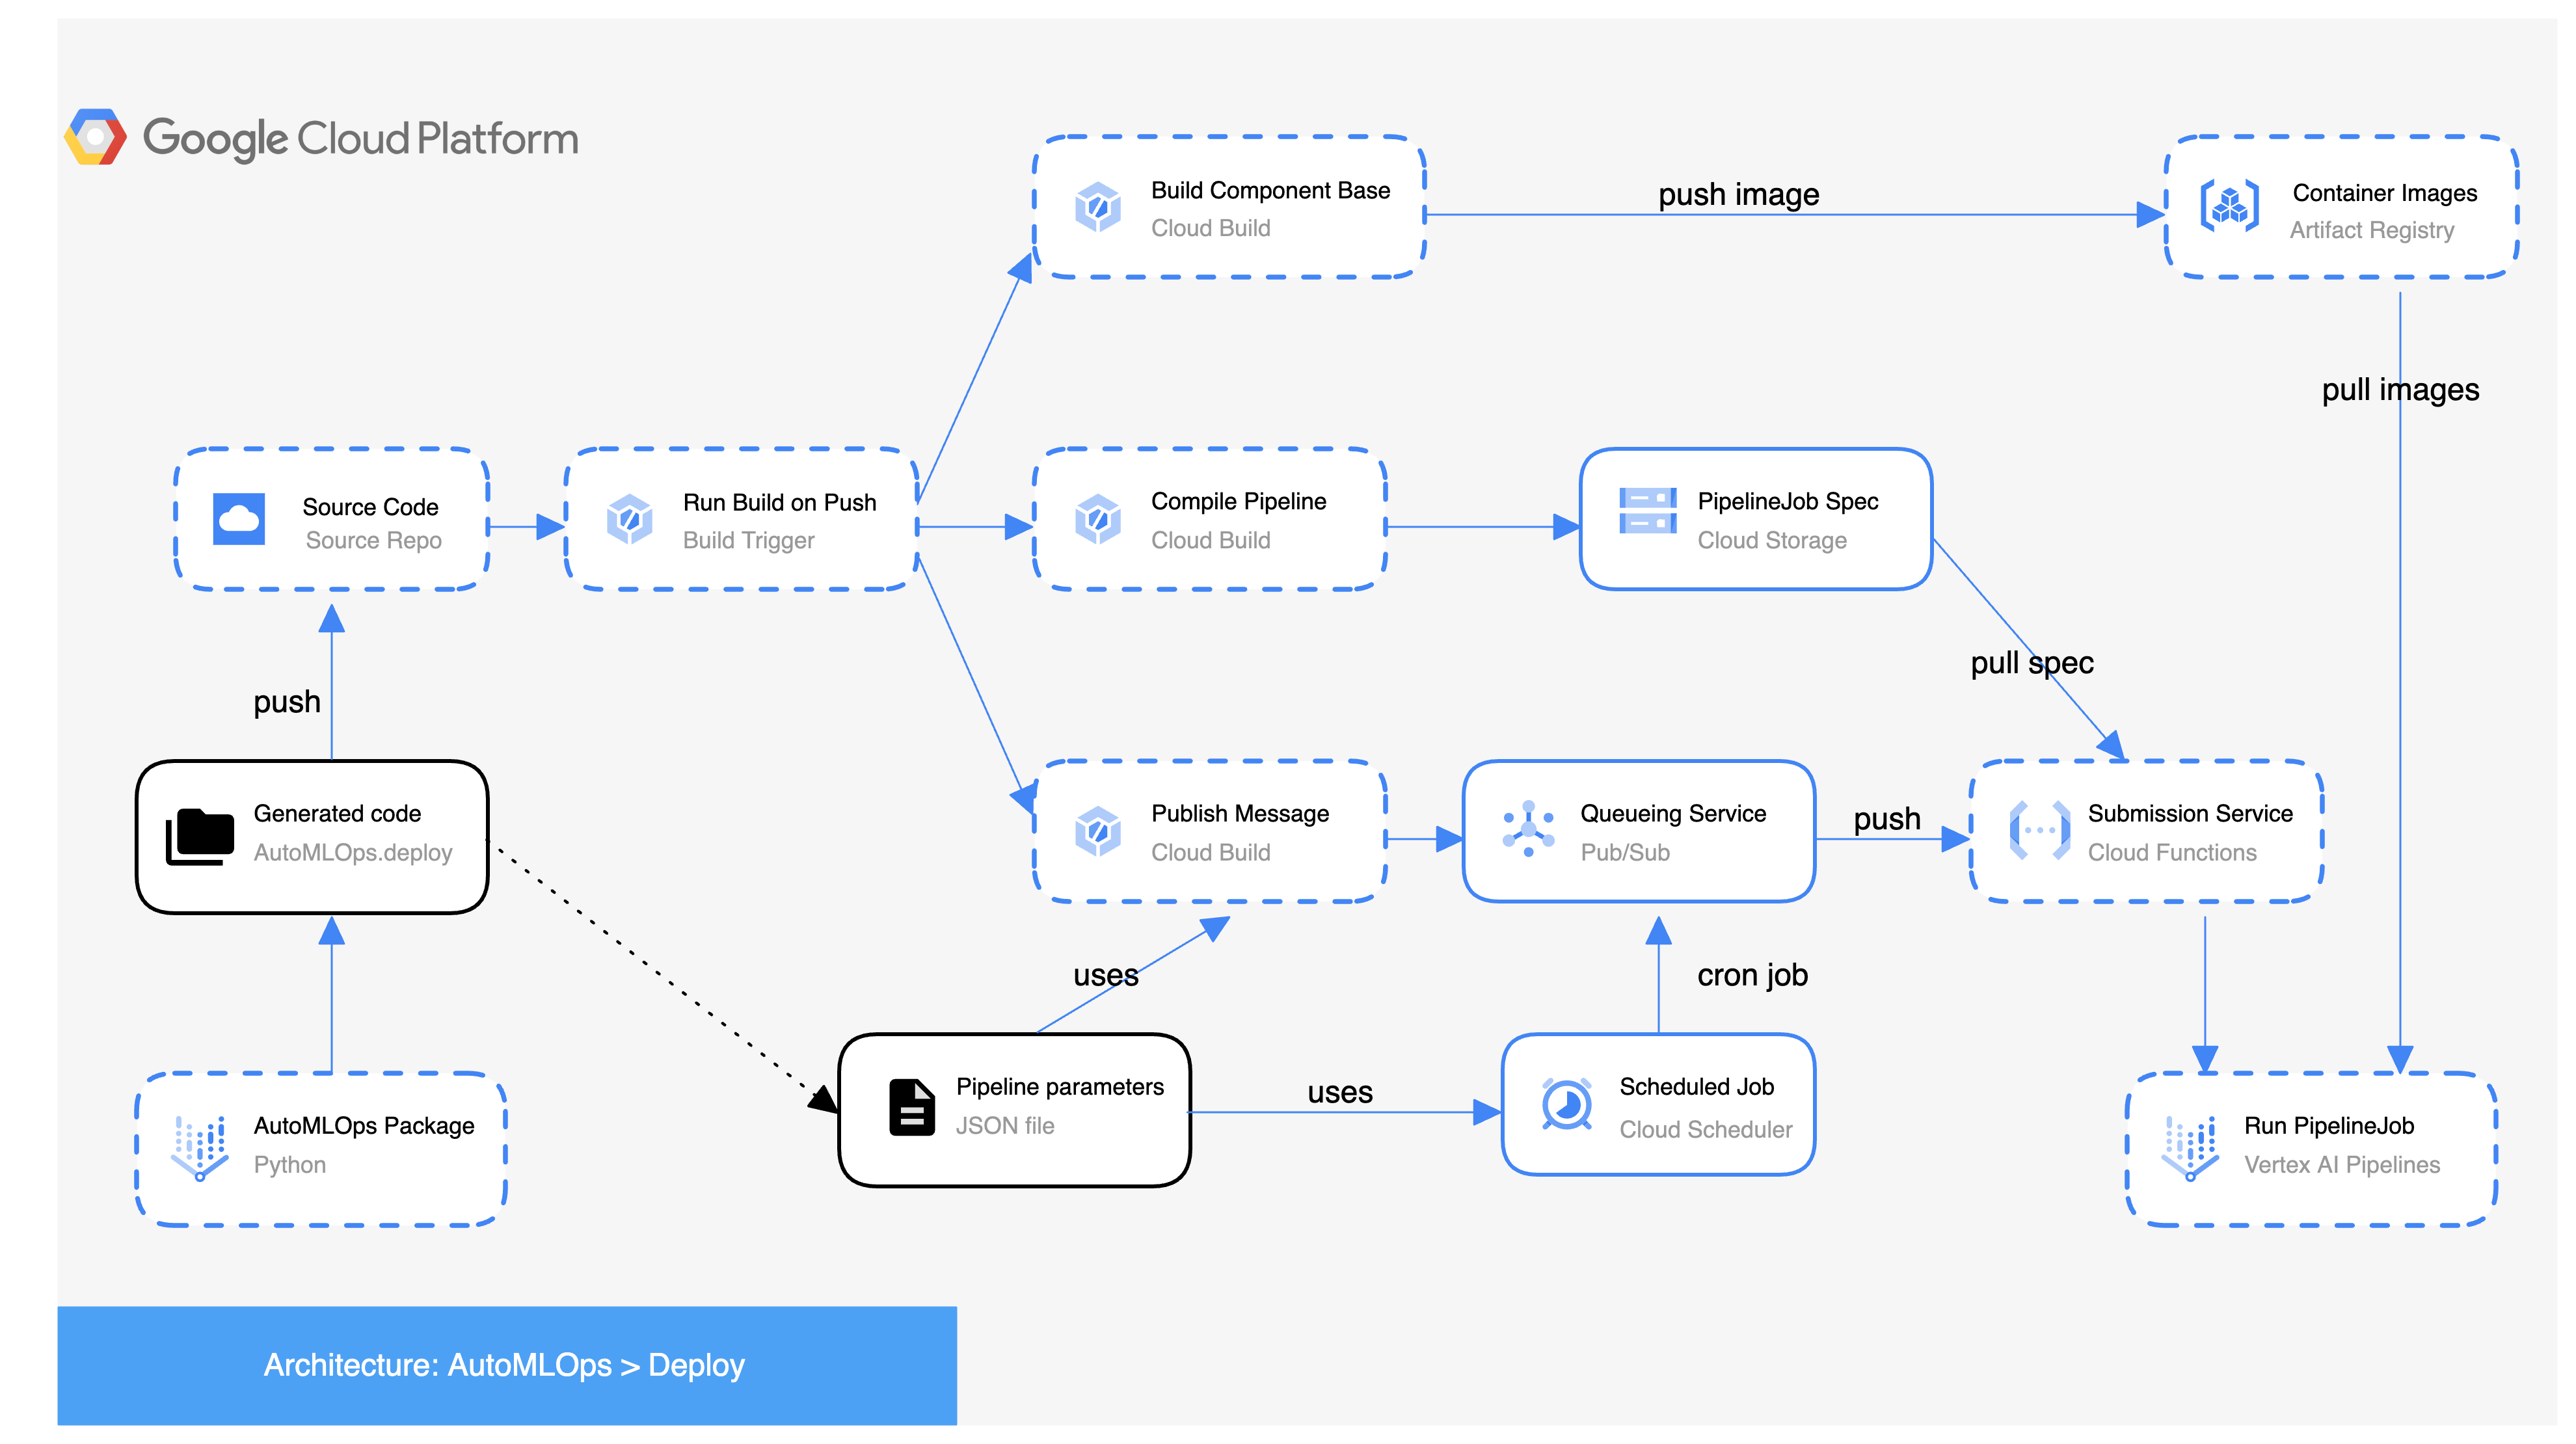 Google Cloud Platform
Build Component Base
Cloud Build
push image
Container Images
Artifact Registry
pull images
Source Code
Source Repo
Run Build on Push
Build Trigger
Compile Pipeline
Cloud Build
PipelineJob Spec
Cloud Storage
pull spec
push
Generated code
AutoMLOps.deploy
Publish Message
Cloud Build
Queueing Service
Pub/Sub
push
Submission Service
Cloud Functions
uses
cron job
AutoMLOps Package
Python
Pipeline parameters
JSON file
uses
Scheduled Job
Cloud Scheduler
Run PipelineJob
Vertex AI Pipelines
Architecture: AutoMLOps > Deploy